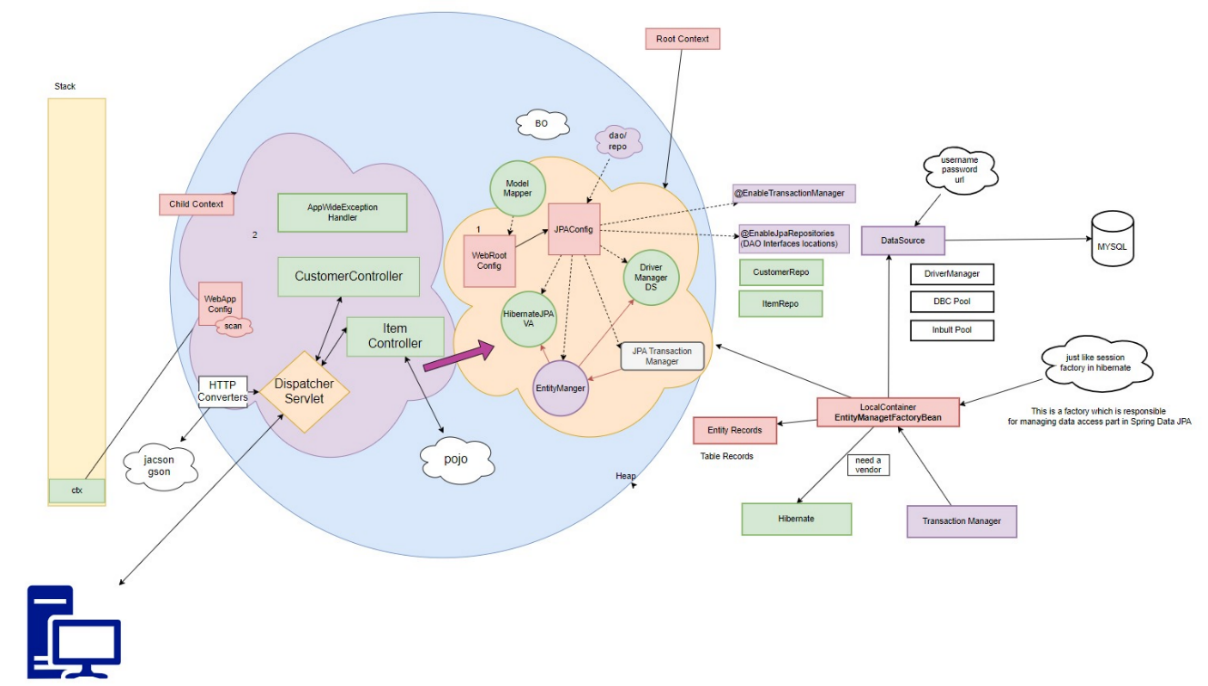 Root Context
Stack
BO
dao/
repo
username
password
url
Model
Mapper
@EnableTransactionManager
Child Context
AppWideException
Handler
2
1
JPAConfig
WebRoot
Config
@EnableJpaRepositories
(DAO Interfaces locations)
DataSource
MYSQL
CustomerController
Driver
Manager
DS
CustomerRepo
DriverManager
WebApp
Config
scan
HibernateJPA
VA
ItemRepo
DBC Pool
Inbult Pool
Item
Controller
JPA Transaction
Manager
just like session
factory in hibernate
HTTP
Converters
Dispatcher
Servlet
EntityManger
LocalContainer
EntityManagetFactoryBean
This is a factory which is responsible
for managing data access part in Spring Data JPA
Entity Records
Table Records
need a
vendor
jacson
gson
pojo
Heap
ctx
Hibernate
Transaction Manager